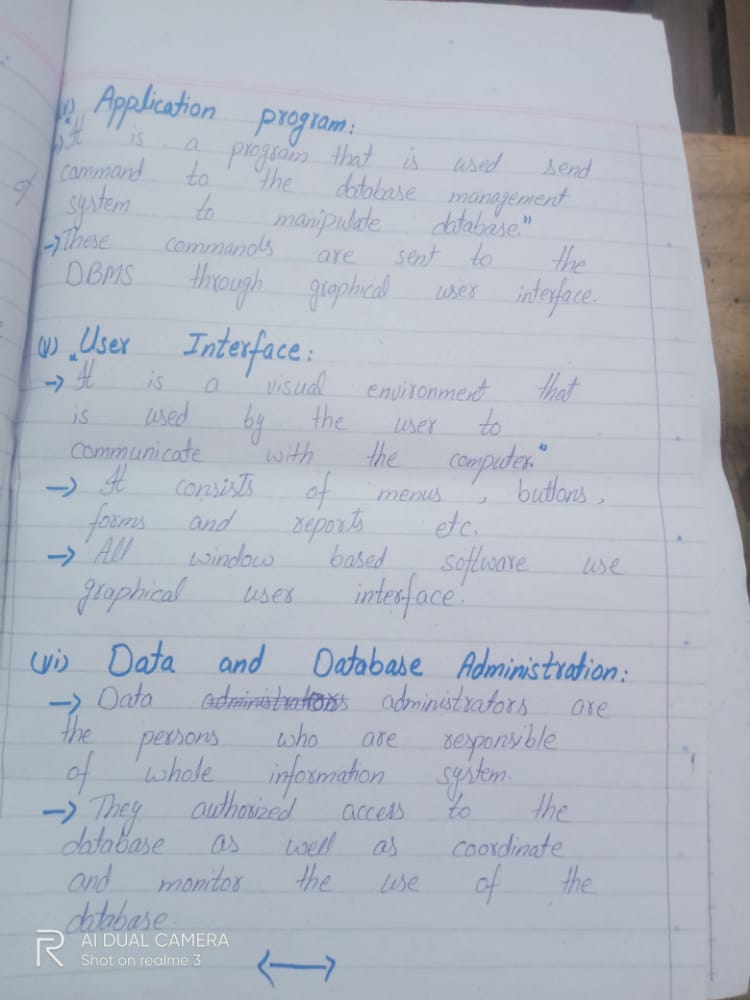 Application program:
"It is a program that is used send
command to the database management
system to manipulate database."
→ These commands are sent to the
DBMS through graphical user interface.
(v) User Interface:
→ "It is a visual environment that
is used by the user to
communicate with the computer."
→ It consists of menus, buttons,
forms and reports etc.
→ All window based software use
graphical user interface.
(vi) Data and Database Administration:
→ Data administrators administrators are
the persons who are responsible
of whole information system.
→ They authorized access to the
database as well as coordinate
and monitor the use of the
database.
AI DUAL CAMERA
Shot on realme 3